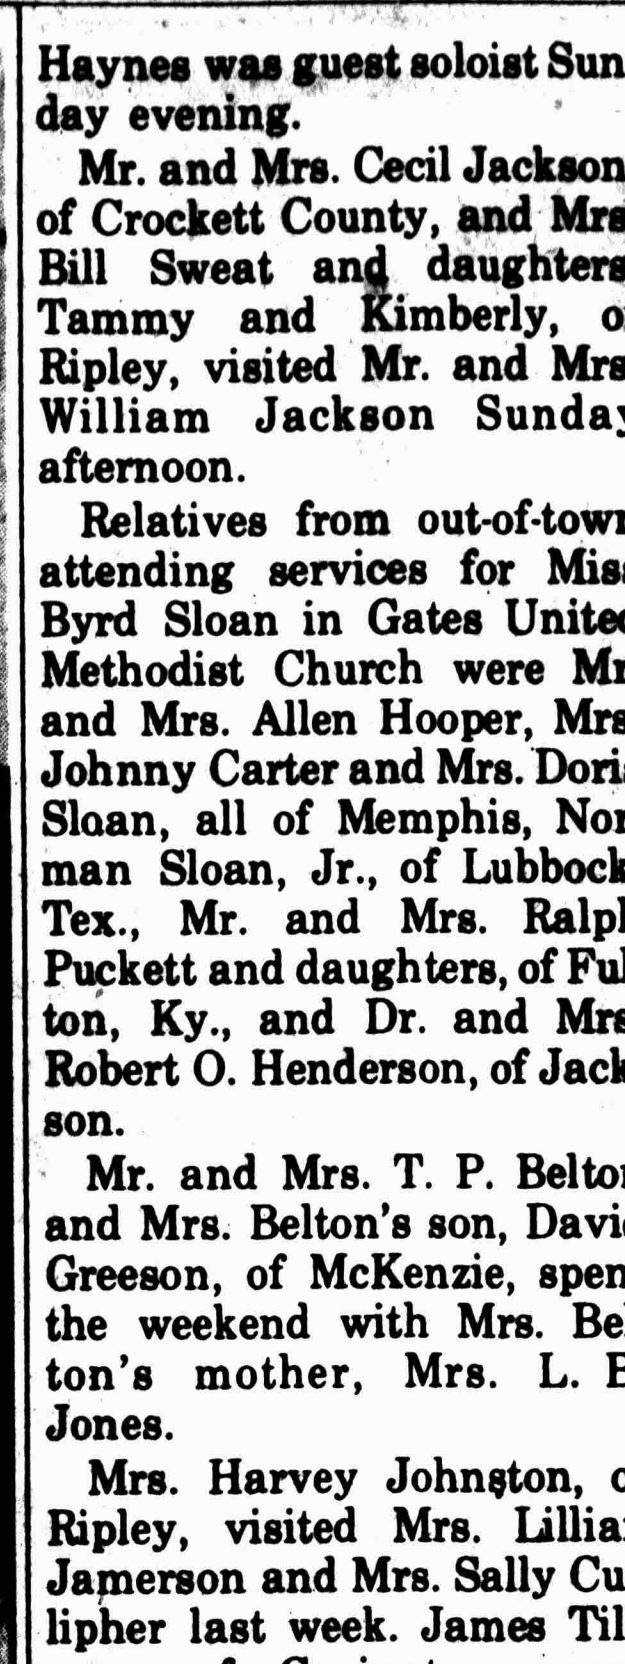 Haynes was guest soloist Sun
day evening.
Mr. and Mrs. Cecil Jackson
of Crockett County, and Mrs
Bill Sweat and daughters
Tammy and Kimberly, o
Ripley, visited Mr. and Mrs
William Jackson Sunday
afternoon.
Relatives from out-of-town
attending services for Miss
Byrd Sloan in Gates United
Methodist Church were Mr
and Mrs. Allen Hooper, Mrs
Johnny Carter and Mrs. Doris
Sloan, all of Memphis, Nor
man Sloan, Jr., of Lubbock
Tex., Mr. and Mrs. Ralph
Puckett and daughters, of Ful
ton, Ky., and Dr. and Mrs
Robert O. Henderson, of Jack
son.
Mr. and Mrs. T. P. Belton
and Mrs. Belton's son, David
Greeson, of McKenzie, spen
the weekend with Mrs. Bel
ton's mother, Mrs. L.
Jones.
Mrs. Harvey Johnston, o
Ripley, visited Mrs. Lillian
Jamerson and Mrs. Sally Cu
lipher last week. James Til